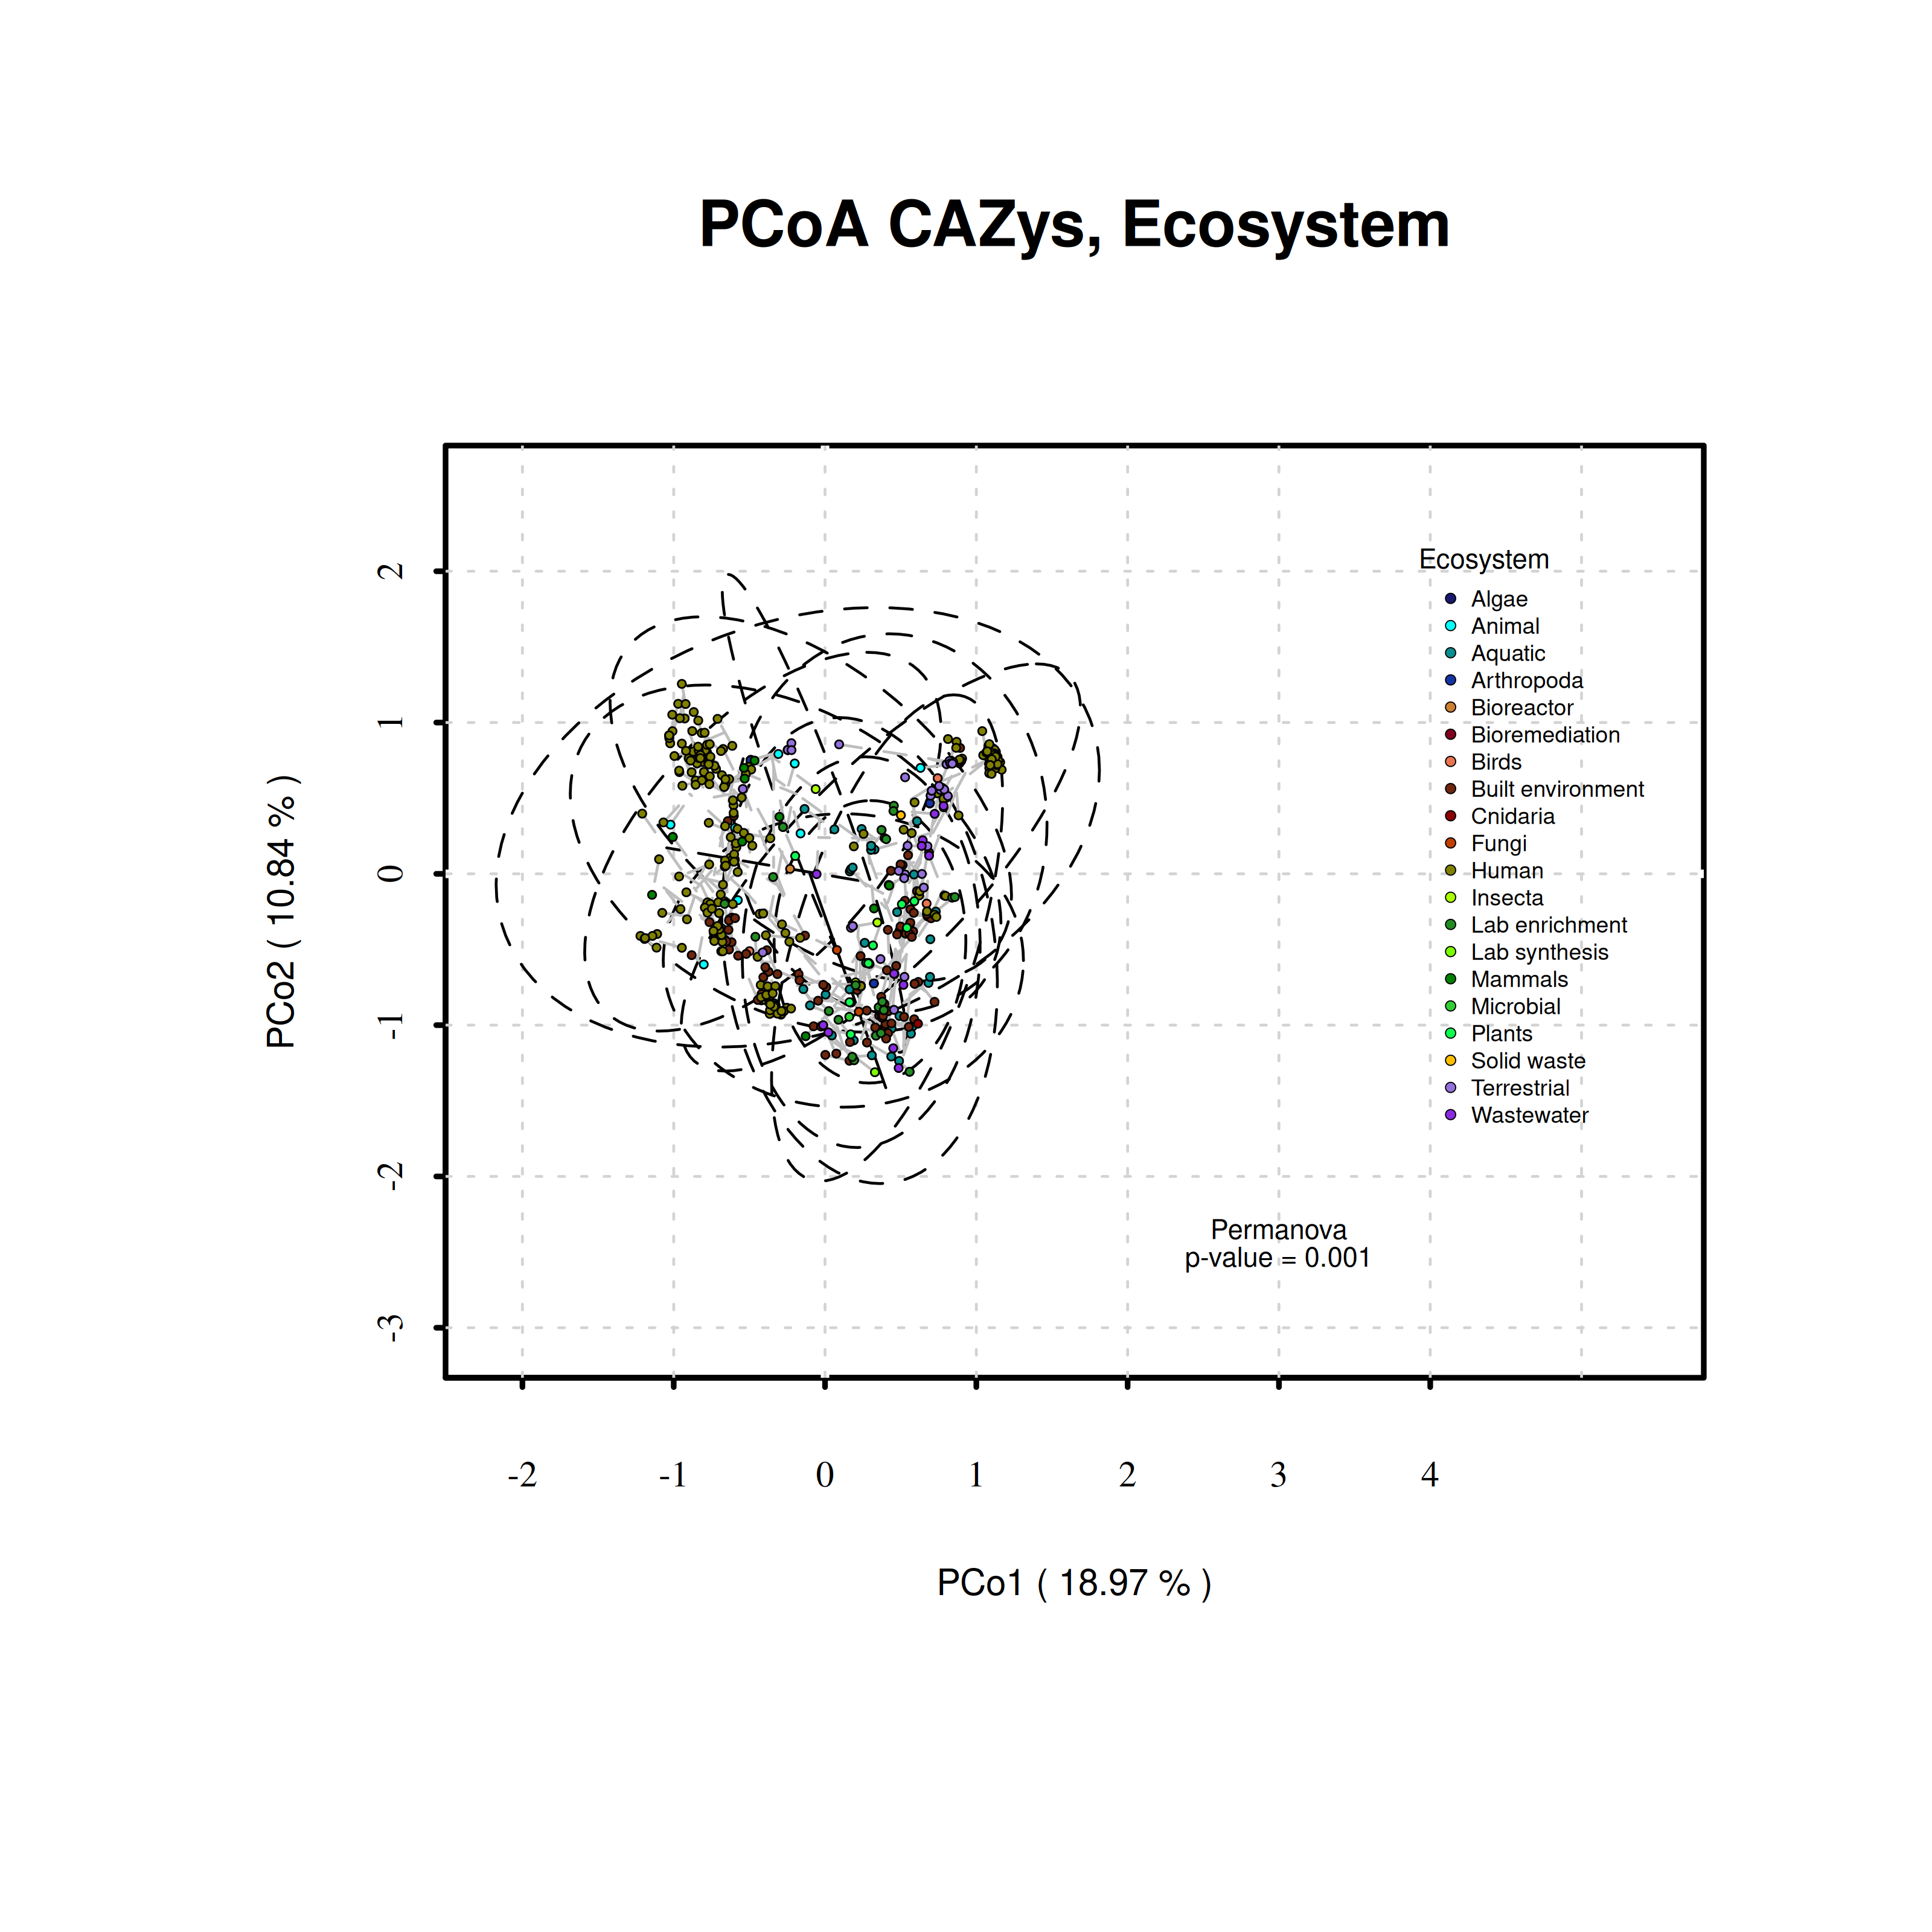 PCoA CAZys, Ecosystem
PCo2 ( 10.84 %)
2
1
0
-1
-2
-3
Ecosystem
Algae
Animal
Aquatic
Arthropoda
Bioreactor
Bioremediation
Birds
Built environment
Cnidaria
Fungi
Human
Insecta
Lab enrichment
Lab synthesis
Mammals
Microbial
Plants
Solid waste
Terrestrial
Wastewater
Permanova
p-value = 0.001
-2 -1 0 1 2 3 4
PCo1 ( 18.97 % )